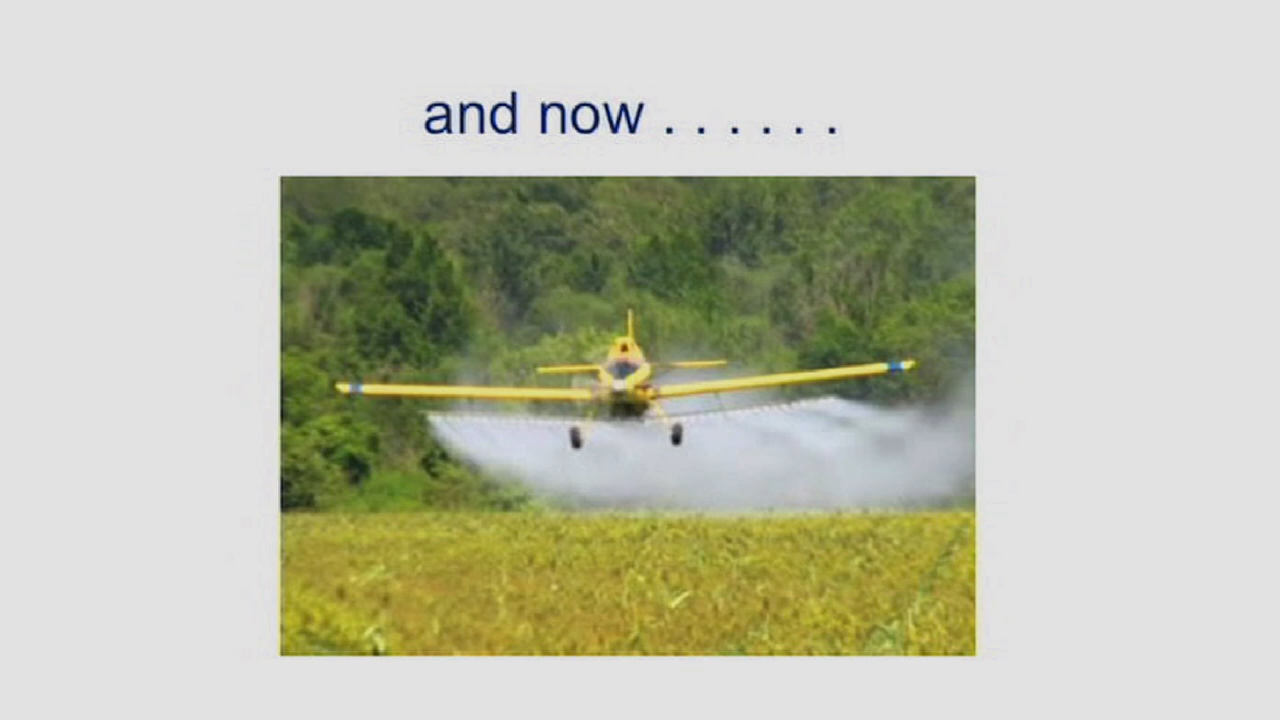 and now . . . . . .